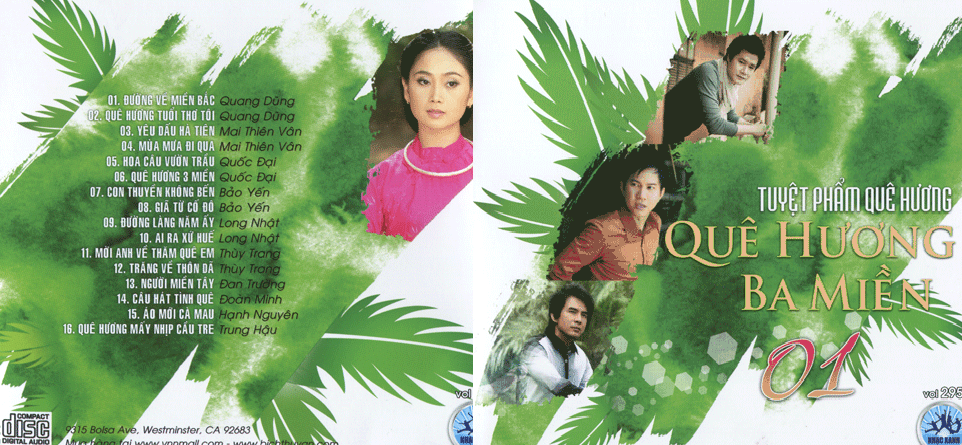 01. ĐƯỜNG VỀ MIỀN BẮC Quang Dũng
02. QUÊ HƯƠNG TUỔI THƠ TÔI Quang Dũng
03. YÊU DẤU HÀ TIÊN Mai Thiên Vân
04. MÙA MƯA ĐI QUA Mai Thiên Vân
05. HOA CAU VƯỜN TRẦU Quốc Đại
06. QUÊ HƯƠNG 3 MIỀN Quốc Đại
07. CON THUYỀN KHÔNG BẾN Bảo Yến
08. GIÃ TỪ CỐ ĐÔ Bảo Yến
09. ĐƯỜNG LÀNG NĂM ẤY Long Nhật
10. AI RA XỨ HUẾ Long Nhật
11. MỜI ANH VỀ THĂM QUÊ EM Thùy Trang
12. TRĂNG VỀ THÔN DÃ Thùy Trang
13. NGƯỜI MIỀN TÂY Đan Trường
14. CÂU HÁT TÌNH QUÊ Đoàn Minh
15. ÁO MỚI CÀ MAU Hạnh Nguyên
16. QUÊ HƯƠNG MẤY NHỊP CẦU TRE Trung Hậu
COMPACT
disc
DIGITAL AUDIO
9315 Bolsa Ave, Westminster, CA 92683
vol
NHẠC XANH
TUYỆT PHẨM QUÊ HƯƠNG
QUÊ HƯƠNG
BA MIỀN
01
vol 295
NHẠC XANH